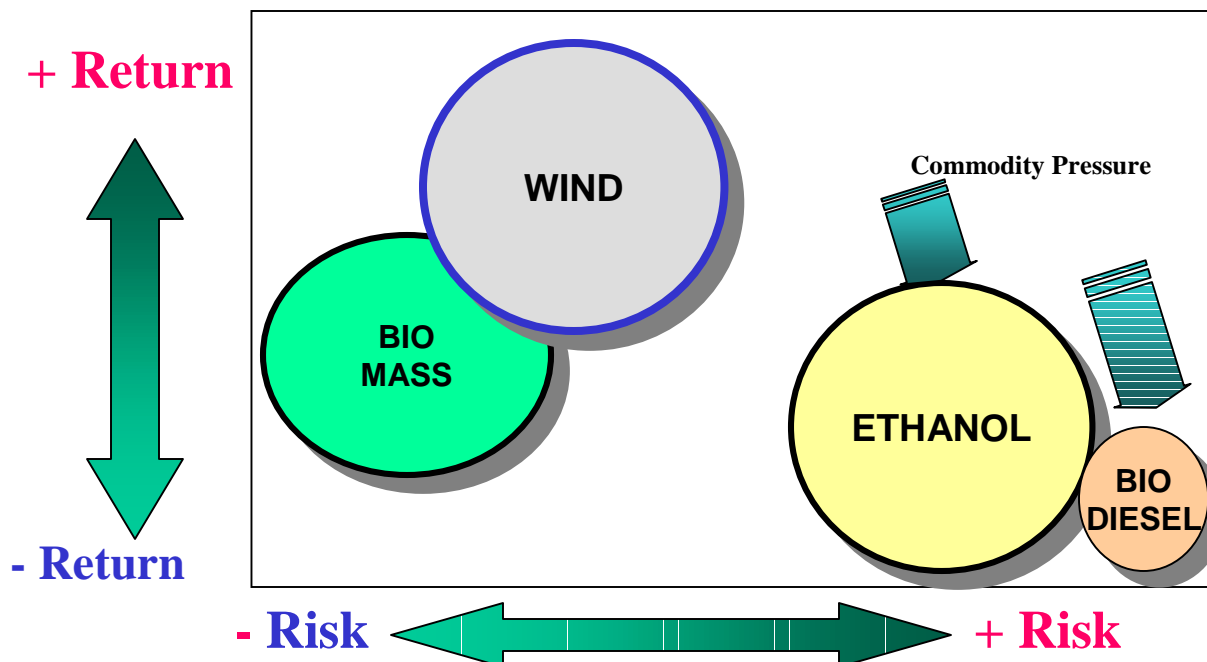 + Return
WIND
Commodity Pressure
BIO
MASS
ETHANOL
BIO
DIESEL
- Return
- Risk
+ Risk